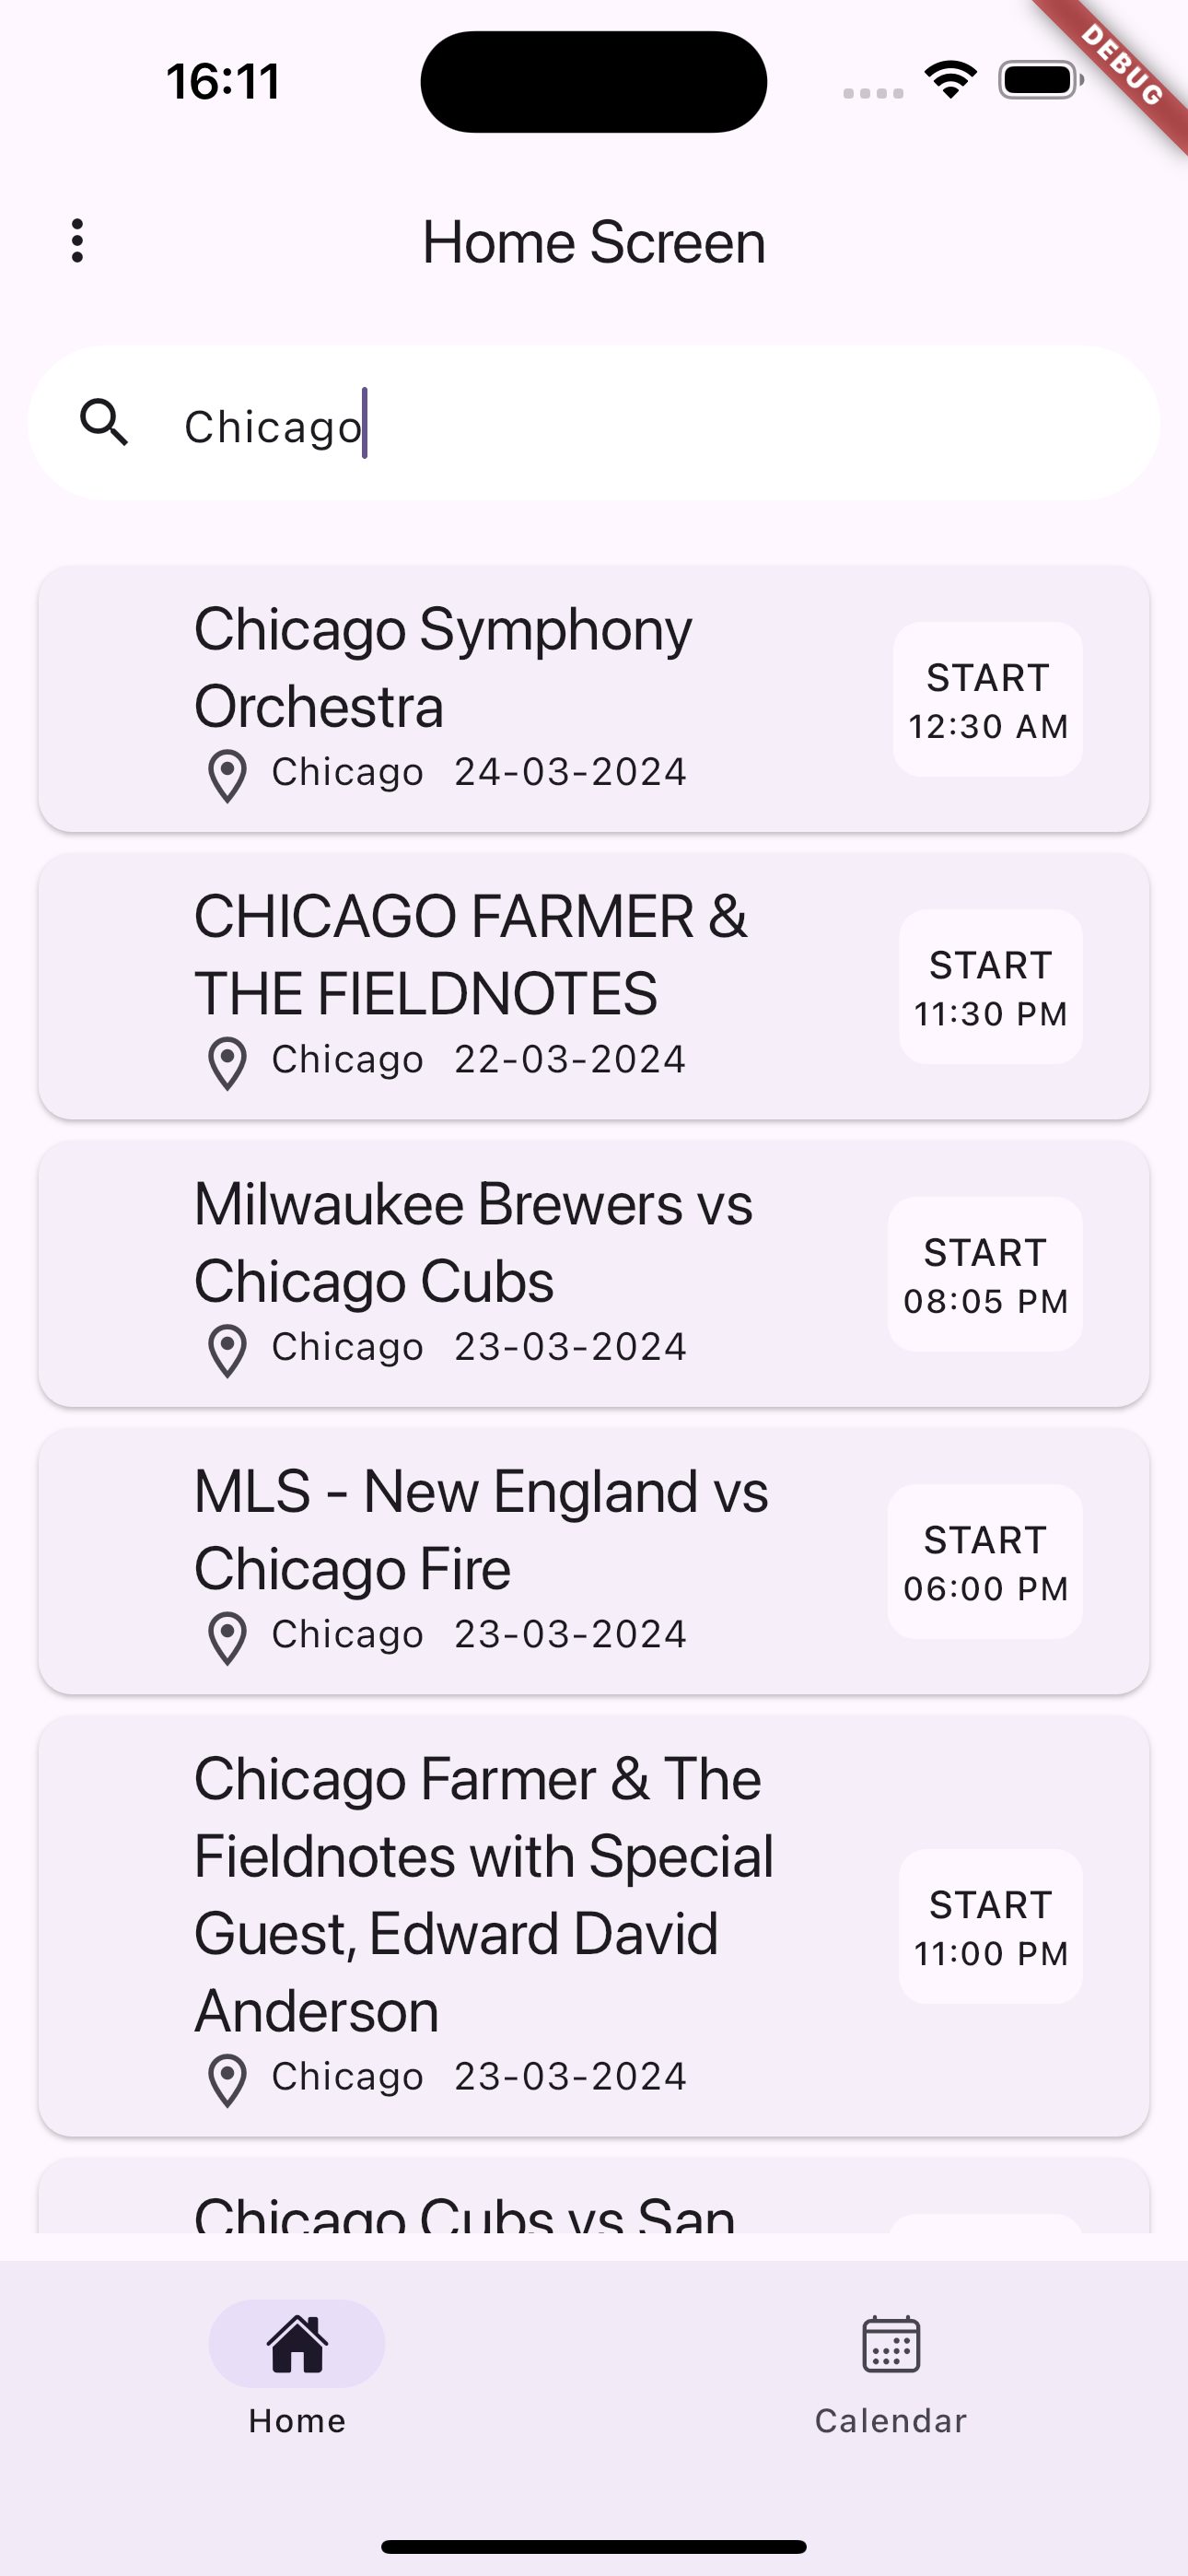 16:11
DEBUG
Home Screen
Chicago
Chicago Symphony
Orchestra
Chicago 24-03-2024
START
12:30 AM
CHICAGO FARMER &
THE FIELDNOTES
Chicago 22-03-2024
START
11:30 PM
Milwaukee Brewers vs
Chicago Cubs
Chicago 23-03-2024
START
08:05 PM
MLS - New England vs
Chicago Fire
Chicago 23-03-2024
START
06:00 PM
Chicago Farmer & The
Fieldnotes with Special
Guest, Edward David
Anderson
Chicago 23-03-2024
START
11:00 PM
Chicago Cubs vs San
Home
Calendar